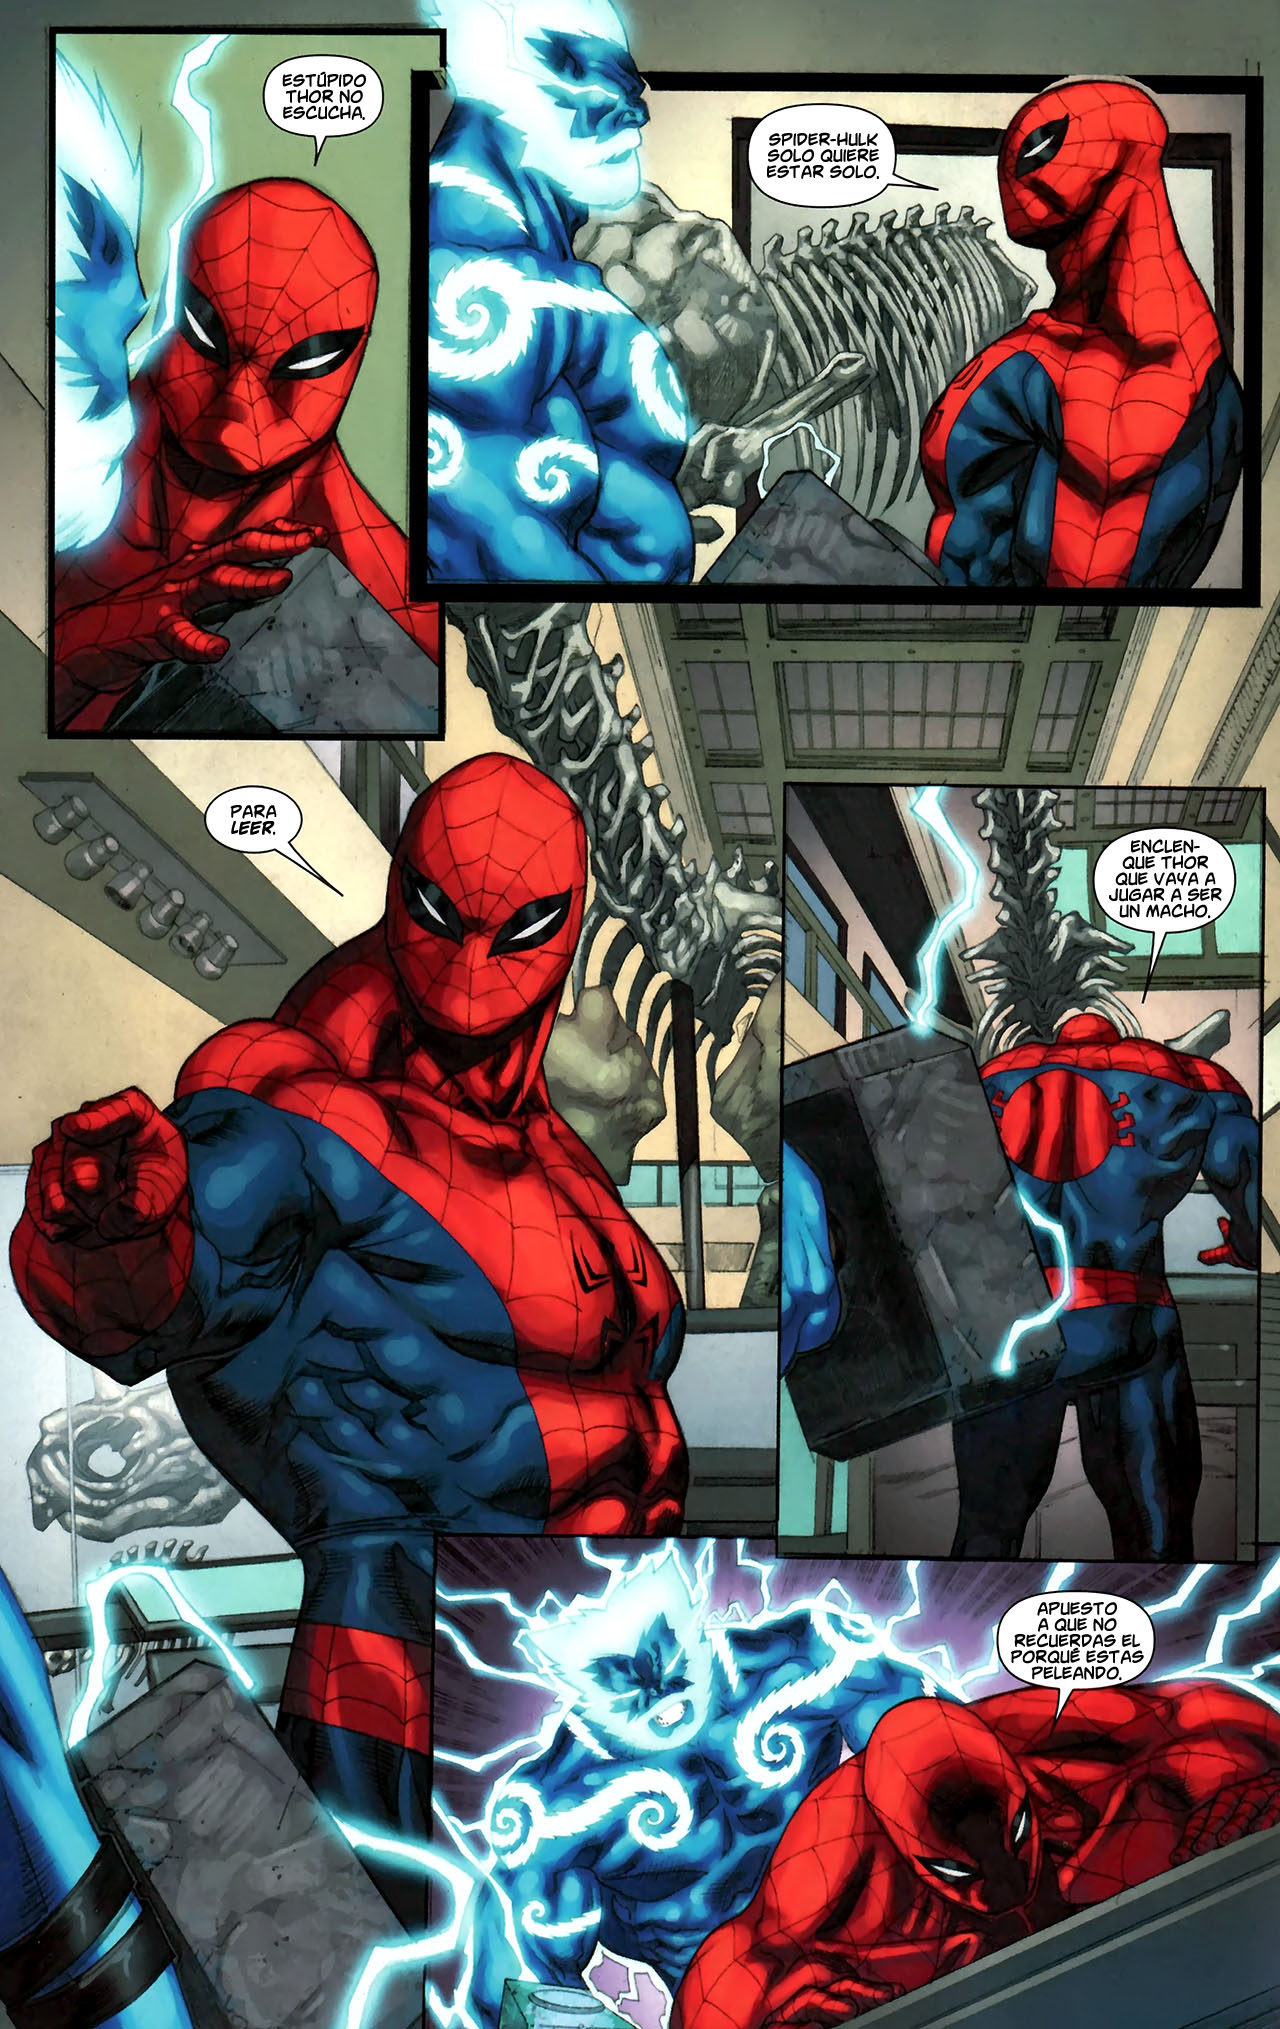 ESTÚPIDO
THOR NO
ESCUCHA.
SPIDER-HULK
SOLO QUIERE
ESTAR SOLO.
PARA
LEER.
ENCLEN-
QUE THOR
QUE VAYA A
JUGAR A SER
UN MACHO.
APUESTO
A QUE NO
RECUERDAS EL
PORQUÉ ESTAS
PELEANDO.